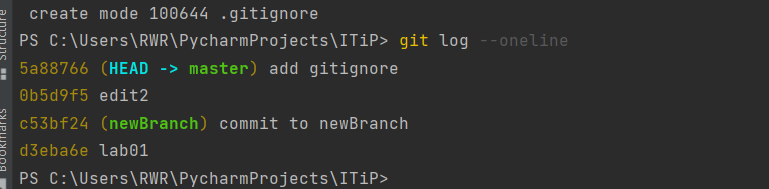 create mode 100644 .gitignore
PS C:\Users\RWR\PycharmProjects\ITiP> git log --oneline
5a88766 (HEAD -> master) add gitignore
0b5d9f5 edit2
c53bf24 (newBranch) commit to newBranch
d3eba6e lab01
PS C:\Users\RWR\PycharmProjects\ITiP>
Structure
Bookmarks